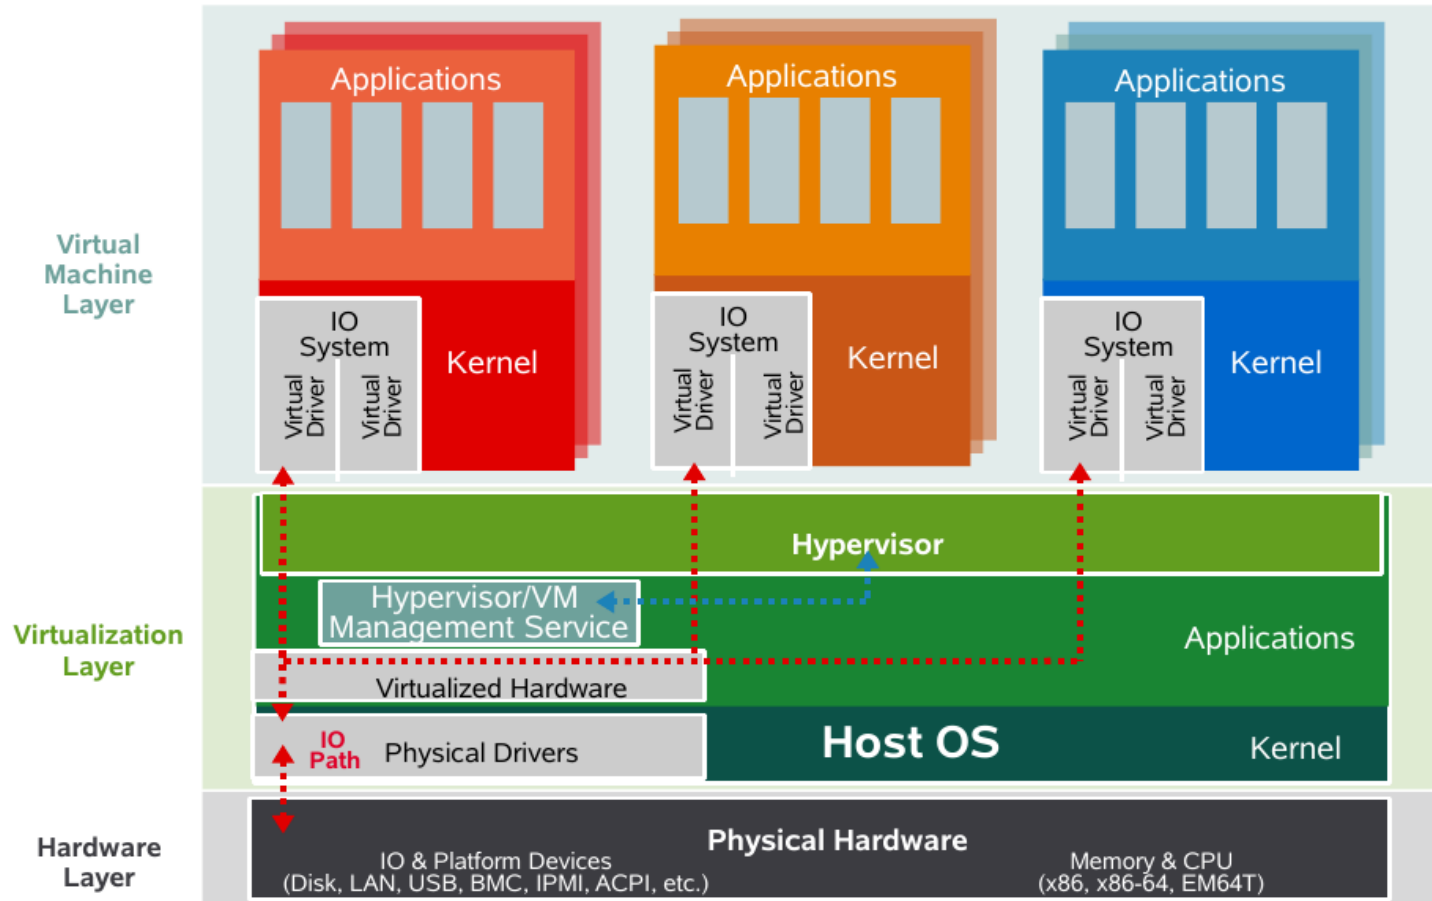 Applications
Applications
Applications
Virtual
Machine
Layer
IO
System
Virtual
Driver
Virtual
Driver
Kernel
IO
System
Virtual
Driver
Virtual
Driver
Kernel
IO
System
Virtual
Driver
Virtual
Driver
Kernel
Virtualization
Layer
Hypervisor
Hypervisor/VM
Management Service
Applications
Virtualized Hardware
IO
Path
Physical Drivers
Host OS
Kernel
Hardware
Layer
Physical Hardware
IO & Platform Devices
(Disk, LAN, USB, BMC, IPMI, ACPI, etc.)
Memory & CPU
(x86, x86-64, EM64T)